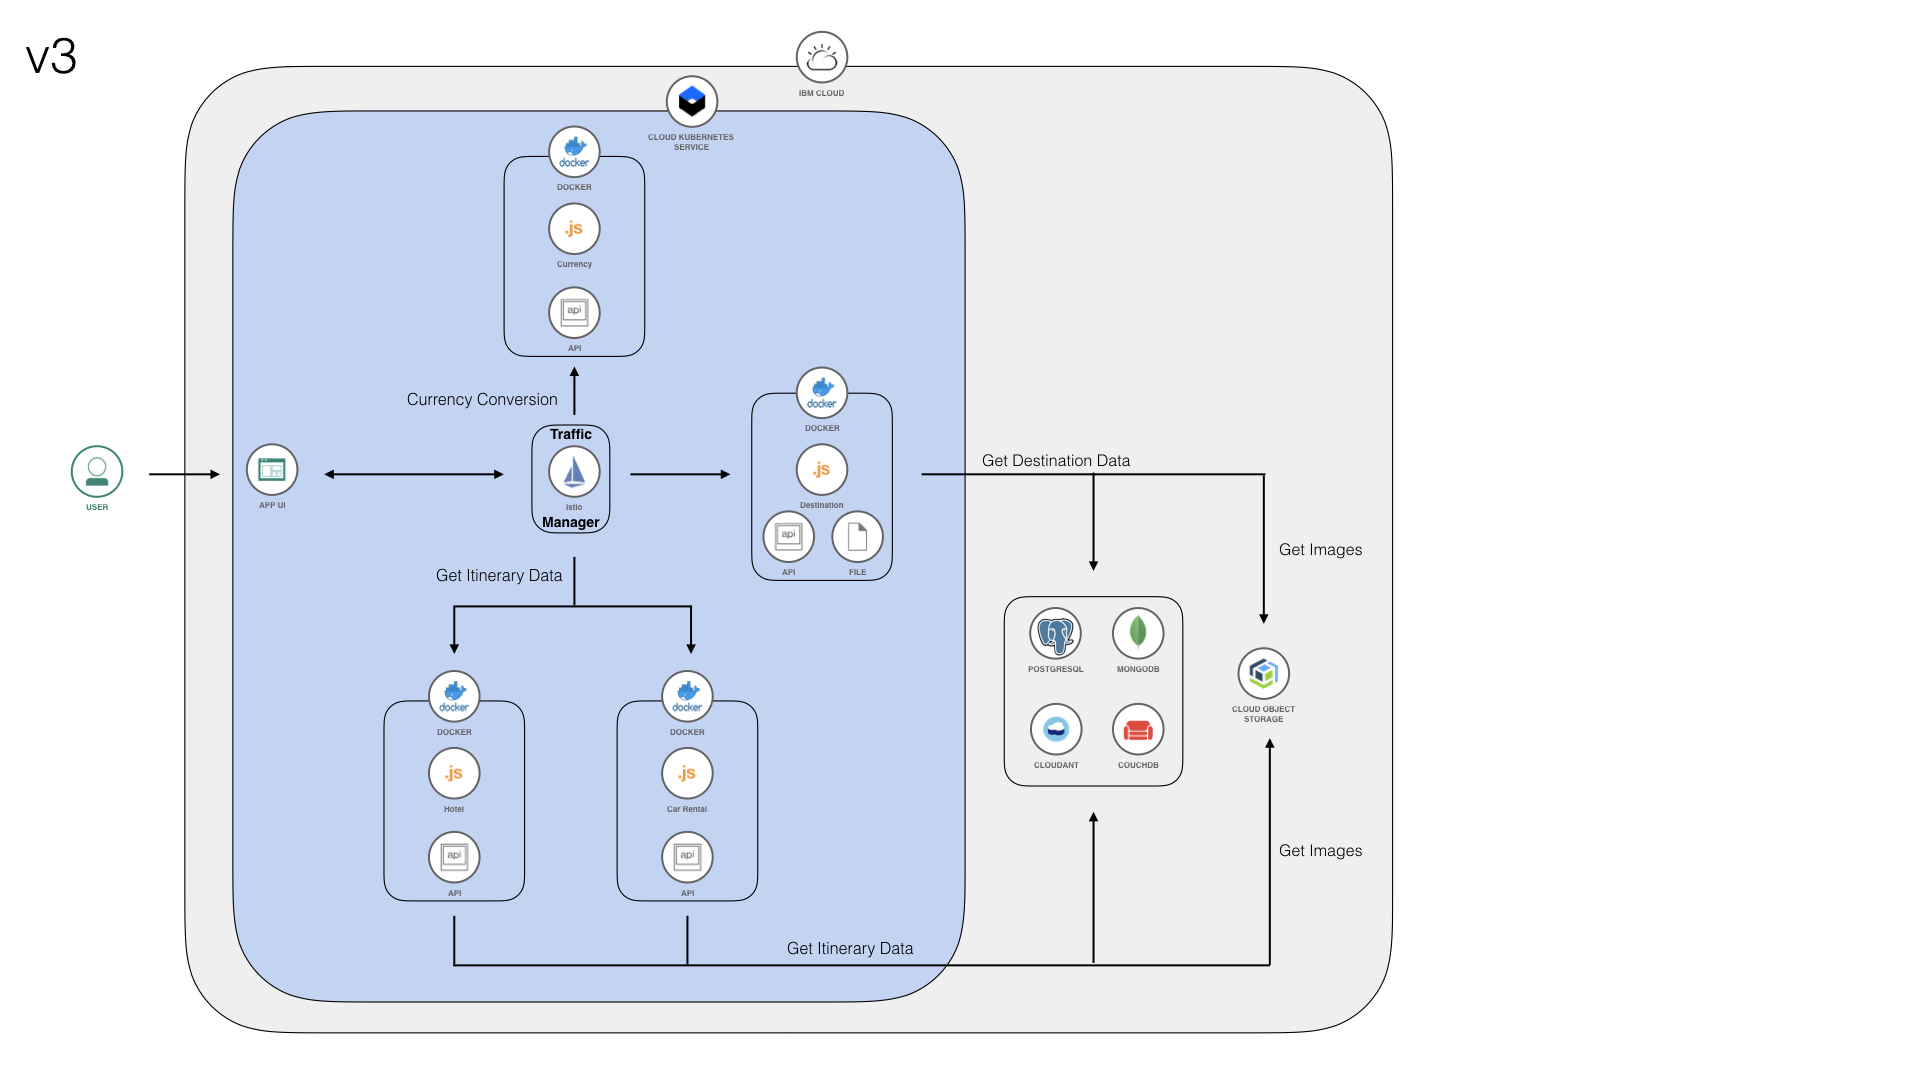 v3
IBM CLOUD
CLOUD KUBERNETES
SERVICE
docker
DOCKER
.js
Currency
api
API
Currency Conversion
docker
DOCKER
Traffic
Istio
Manager
USER
APP UI
.js
Destination
api
API
FILE
Get Destination Data
Get Images
Get Itinerary Data
docker
DOCKER
.js
Hotel
api
API
docker
DOCKER
.js
Car Rental
api
API
POSTGRESQL
MONGODB
CLOUDANT
COUCHDB
CLOUD OBJECT
STORAGE
Get Images
Get Itinerary Data